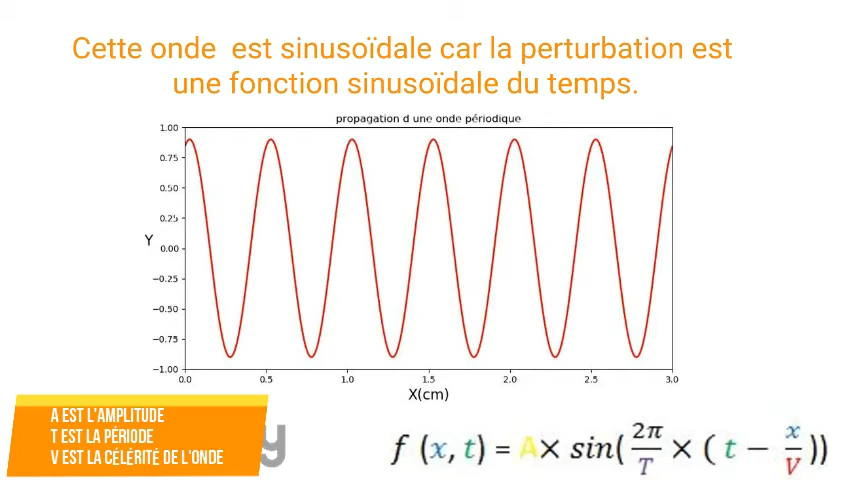 Cette onde est sinusoïdale car la perturbation est
une fonction sinusoïdale du temps.
propagation d une onde périodique
1.00
0.75
0.50
0.25
Y
0.00
−0.25
−0.50
−0.75
−1.00
0.0 0.5 1.0 1.5 2.0 2.5 3.0
X(cm)
A EST L'AMPLITUDE
T EST LA PÉRIODE
V EST LA CÉLÉRITÉ DE L'ONDE
y
f (x, t) = A× sin(2π/T × ( t − x/V ))